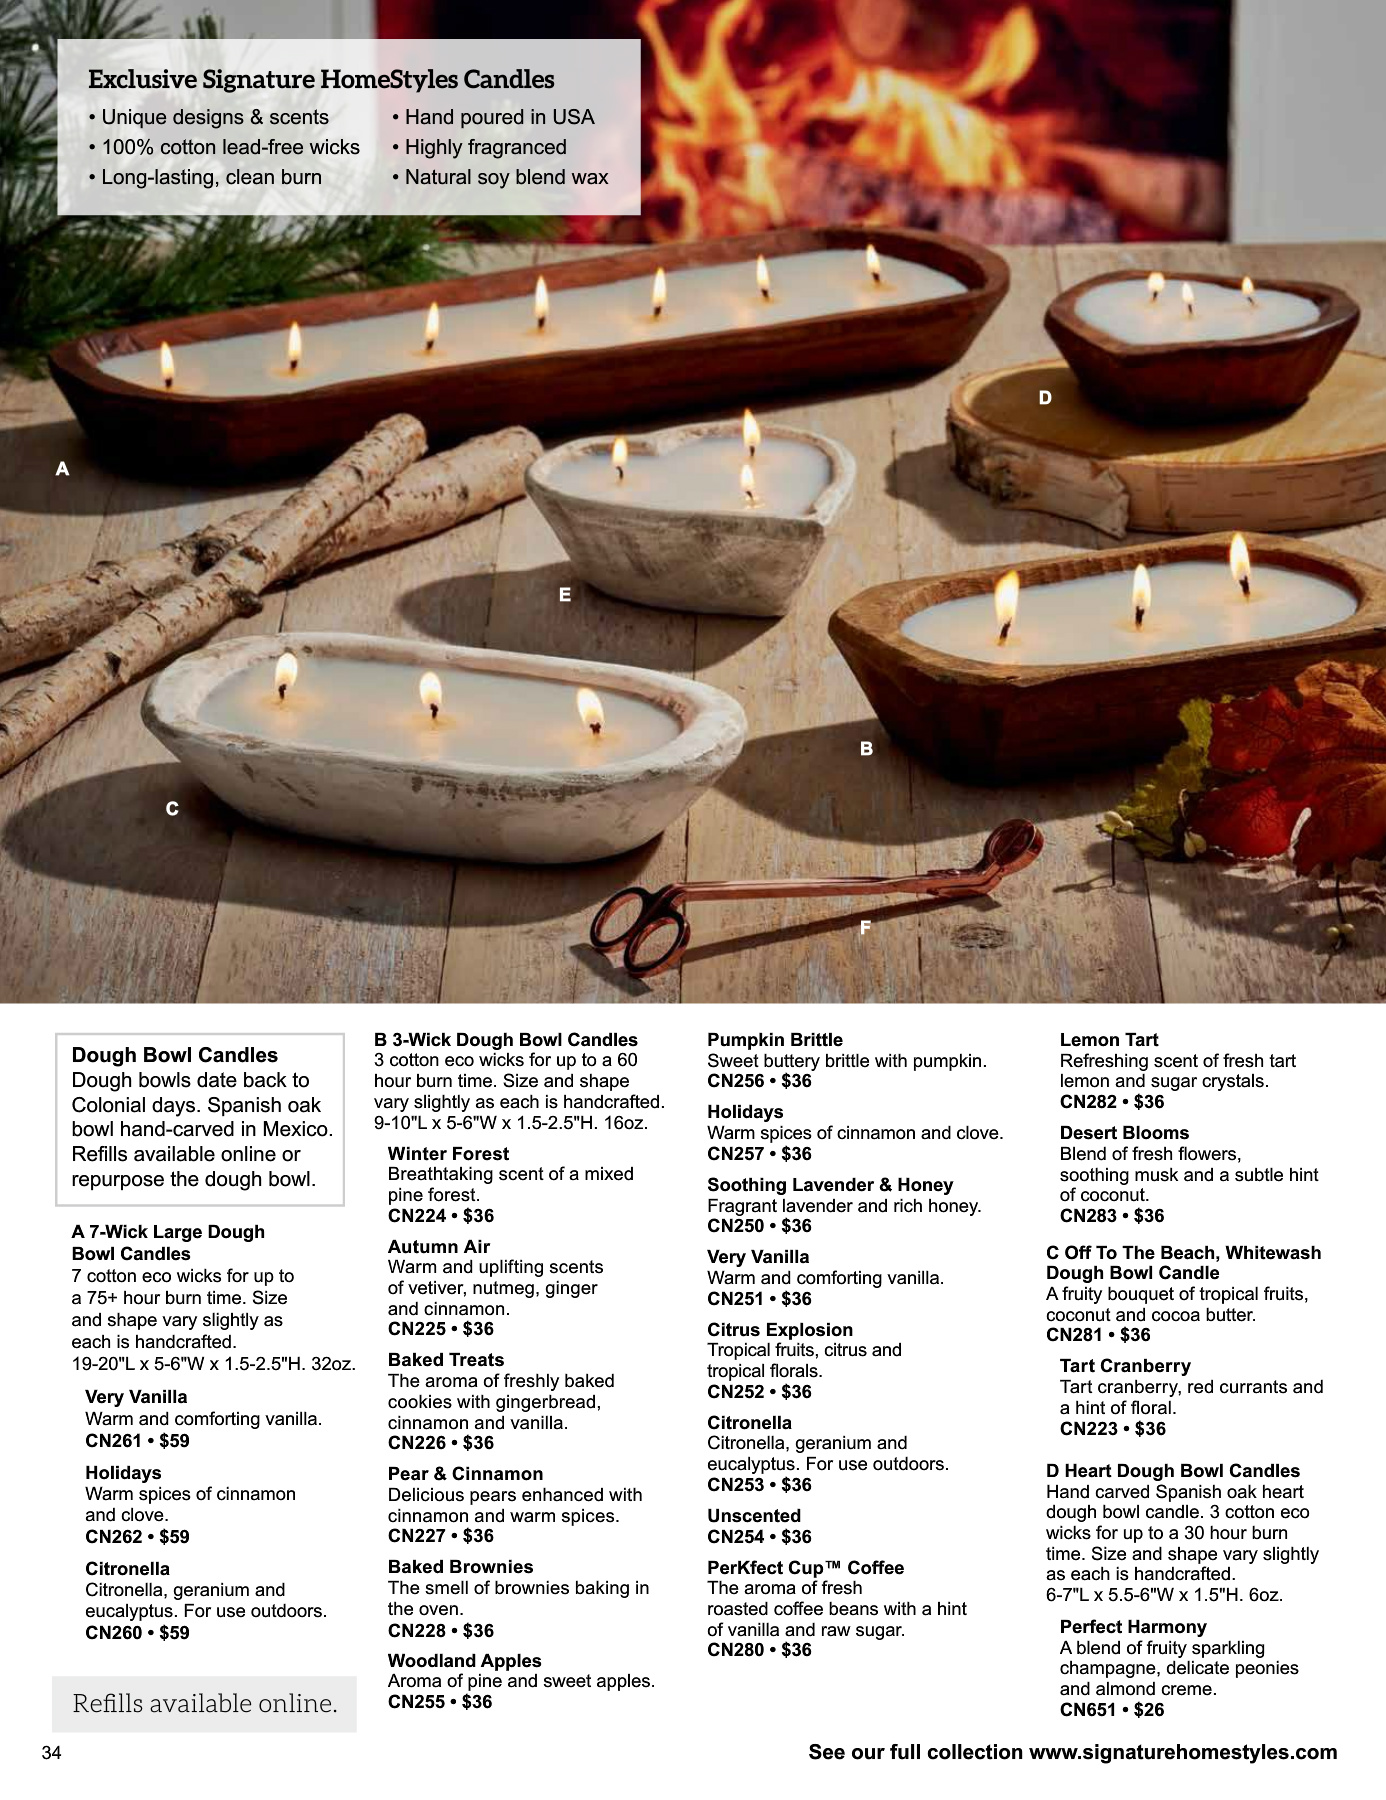 Exclusive Signature HomeStyles Candles
• Unique designs & scents
• 100% cotton lead-free wicks
• Long-lasting, clean burn
• Hand poured in USA
• Highly fragranced
• Natural soy blend wax
D
A
E
B
C
F
Dough Bowl Candles
Dough bowls date back to
Colonial days. Spanish oak
bowl hand-carved in Mexico.
Refills available online or
repurpose the dough bowl.
A 7-Wick Large Dough
Bowl Candles
7 cotton eco wicks for up to
a 75+ hour burn time. Size
and shape vary slightly as
each is handcrafted.
19-20"L x 5-6"W x 1.5-2.5"H. 32oz.
Very Vanilla
Warm and comforting vanilla.
CN261 • $59
Holidays
Warm spices of cinnamon
and clove.
CN262 • $59
Citronella
Citronella, geranium and
eucalyptus. For use outdoors.
CN260 • $59
Refills available online.
34
B 3-Wick Dough Bowl Candles
3 cotton eco wicks for up to a 60
hour burn time. Size and shape
vary slightly as each is handcrafted.
9-10"L x 5-6"W x 1.5-2.5"H. 16oz.
Winter Forest
Breathtaking scent of a mixed
pine forest.
CN224 • $36
Autumn Air
Warm and uplifting scents
of vetiver, nutmeg, ginger
and cinnamon.
CN225 • $36
Baked Treats
The aroma of freshly baked
cookies with gingerbread,
cinnamon and vanilla.
CN226 • $36
Pear & Cinnamon
Delicious pears enhanced with
cinnamon and warm spices.
CN227 • $36
Baked Brownies
The smell of brownies baking in
the oven.
CN228 • $36
Woodland Apples
Aroma of pine and sweet apples.
CN255 • $36
Pumpkin Brittle
Sweet buttery brittle with pumpkin.
CN256 • $36
Holidays
Warm spices of cinnamon and clove.
CN257 • $36
Soothing Lavender & Honey
Fragrant lavender and rich honey.
CN250 • $36
Very Vanilla
Warm and comforting vanilla.
CN251 • $36
Citrus Explosion
Tropical fruits, citrus and
tropical florals.
CN252 • $36
Citronella
Citronella, geranium and
eucalyptus. For use outdoors.
CN253 • $36
Unscented
CN254 • $36
PerKfect Cup™ Coffee
The aroma of fresh
roasted coffee beans with a hint
of vanilla and raw sugar.
CN280 • $36
Lemon Tart
Refreshing scent of fresh tart
lemon and sugar crystals.
CN282 • $36
Desert Blooms
Blend of fresh flowers,
soothing musk and a subtle hint
of coconut.
CN283 • $36
C Off To The Beach, Whitewash
Dough Bowl Candle
A fruity bouquet of tropical fruits,
coconut and cocoa butter.
CN281 • $36
Tart Cranberry
Tart cranberry, red currants and
a hint of floral.
CN223 • $36
D Heart Dough Bowl Candles
Hand carved Spanish oak heart
dough bowl candle. 3 cotton eco
wicks for up to a 30 hour burn
time. Size and shape vary slightly
as each is handcrafted.
6-7"L x 5.5-6"W x 1.5"H. 6oz.
Perfect Harmony
A blend of fruity sparkling
champagne, delicate peonies
and almond creme.
CN651 • $26
See our full collection www.signaturehomestyles.com